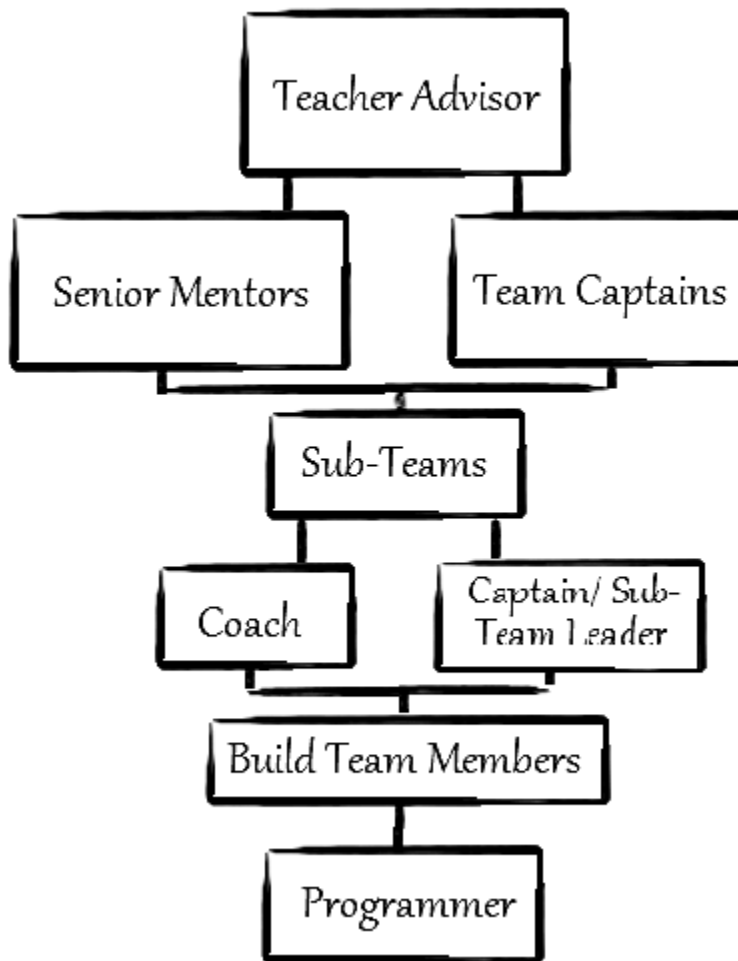 Teacher Advisor
Senior Mentors
Team Captains
Sub-Teams
Coach
Captain/ Sub-
Team Leader
Build Team Members
Programmer